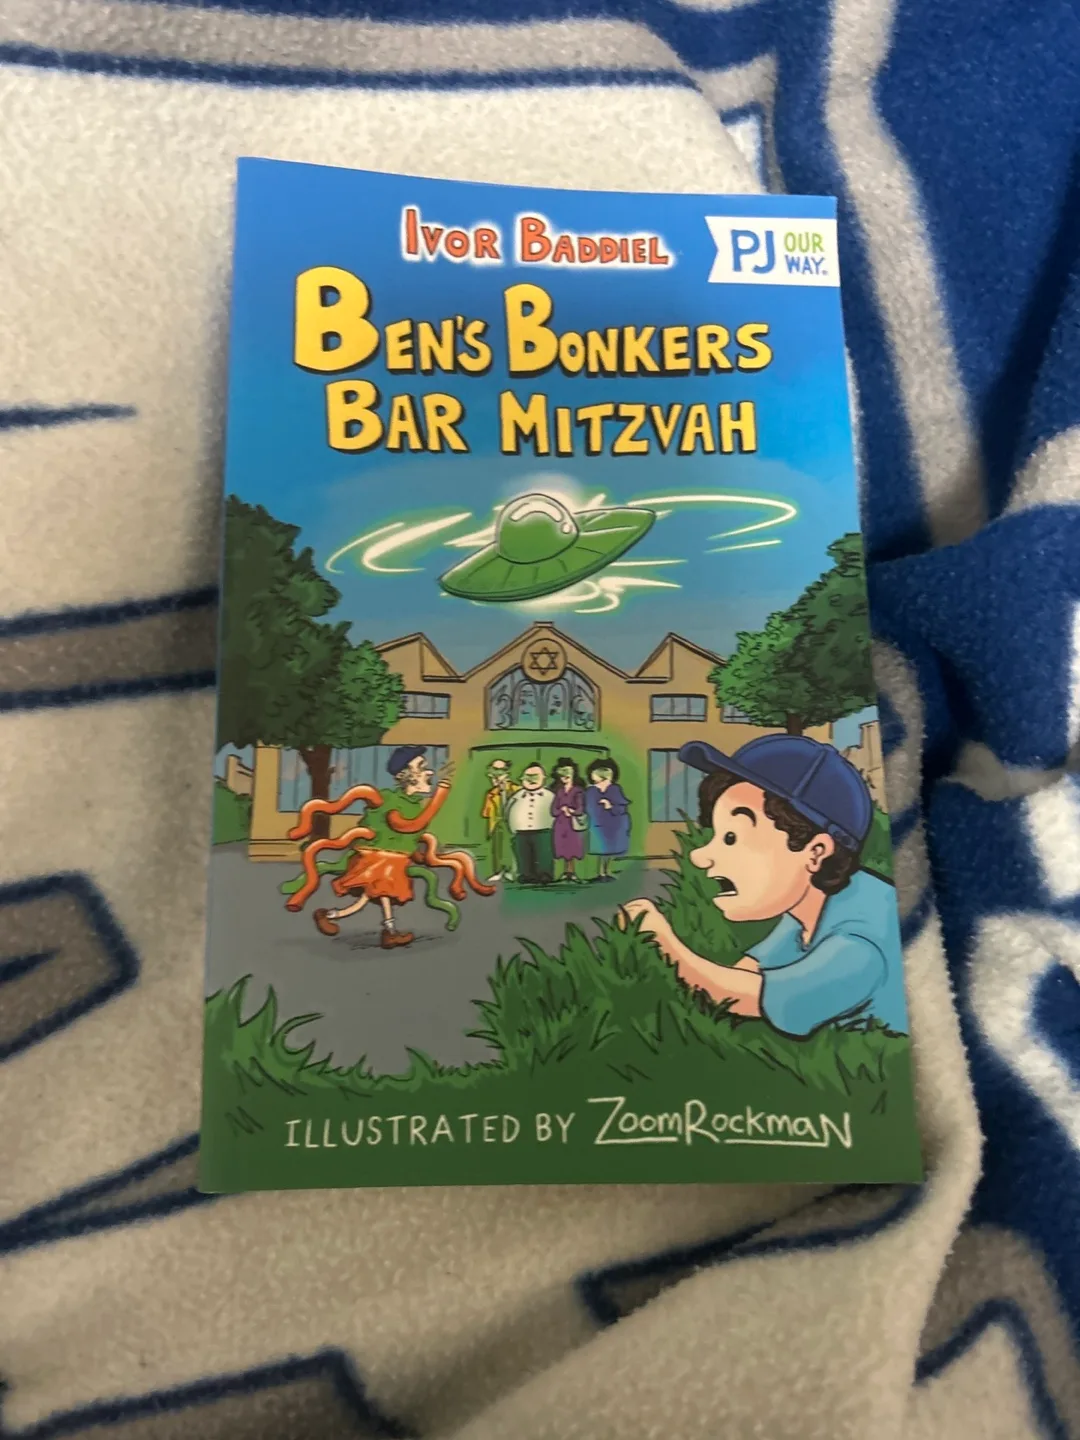 IVOR BADDIEL
PJ OUR WAY.
BEN'S BONKERS
BAR MITZVAH
ILLUSTRATED BY ZOOMROCKMAN